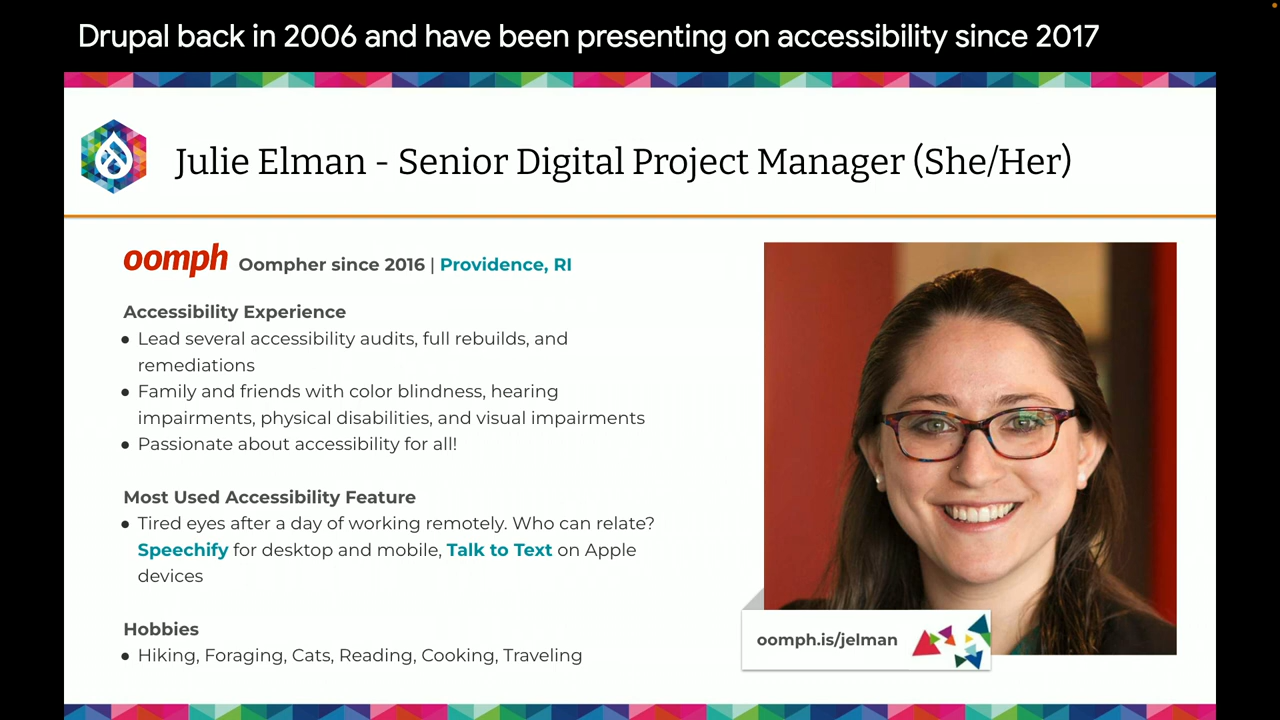 Drupal back in 2006 and have been presenting on accessibility since 2017
Julie Elman - Senior Digital Project Manager (She/Her)
oomph Oompher since 2016 | Providence, RI
Accessibility Experience
● Lead several accessibility audits, full rebuilds, and
remediations
● Family and friends with color blindness, hearing
impairments, physical disabilities, and visual impairments
● Passionate about accessibility for all!
Most Used Accessibility Feature
● Tired eyes after a day of working remotely. Who can relate?
Speechify for desktop and mobile, Talk to Text on Apple
devices
Hobbies
● Hiking, Foraging, Cats, Reading, Cooking, Traveling
oomph.is/jelman